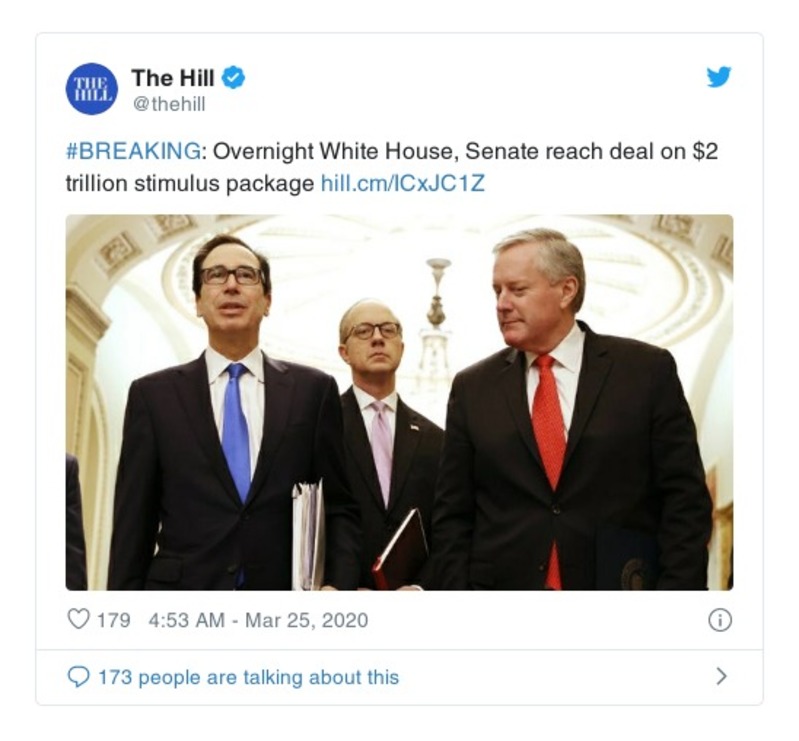 THE
HILL
The Hill
@thehill
#BREAKING: Overnight White House, Senate reach deal on $2
trillion stimulus package hill.cm/ICxJC1Z
179 4:53 AM - Mar 25, 2020
173 people are talking about this